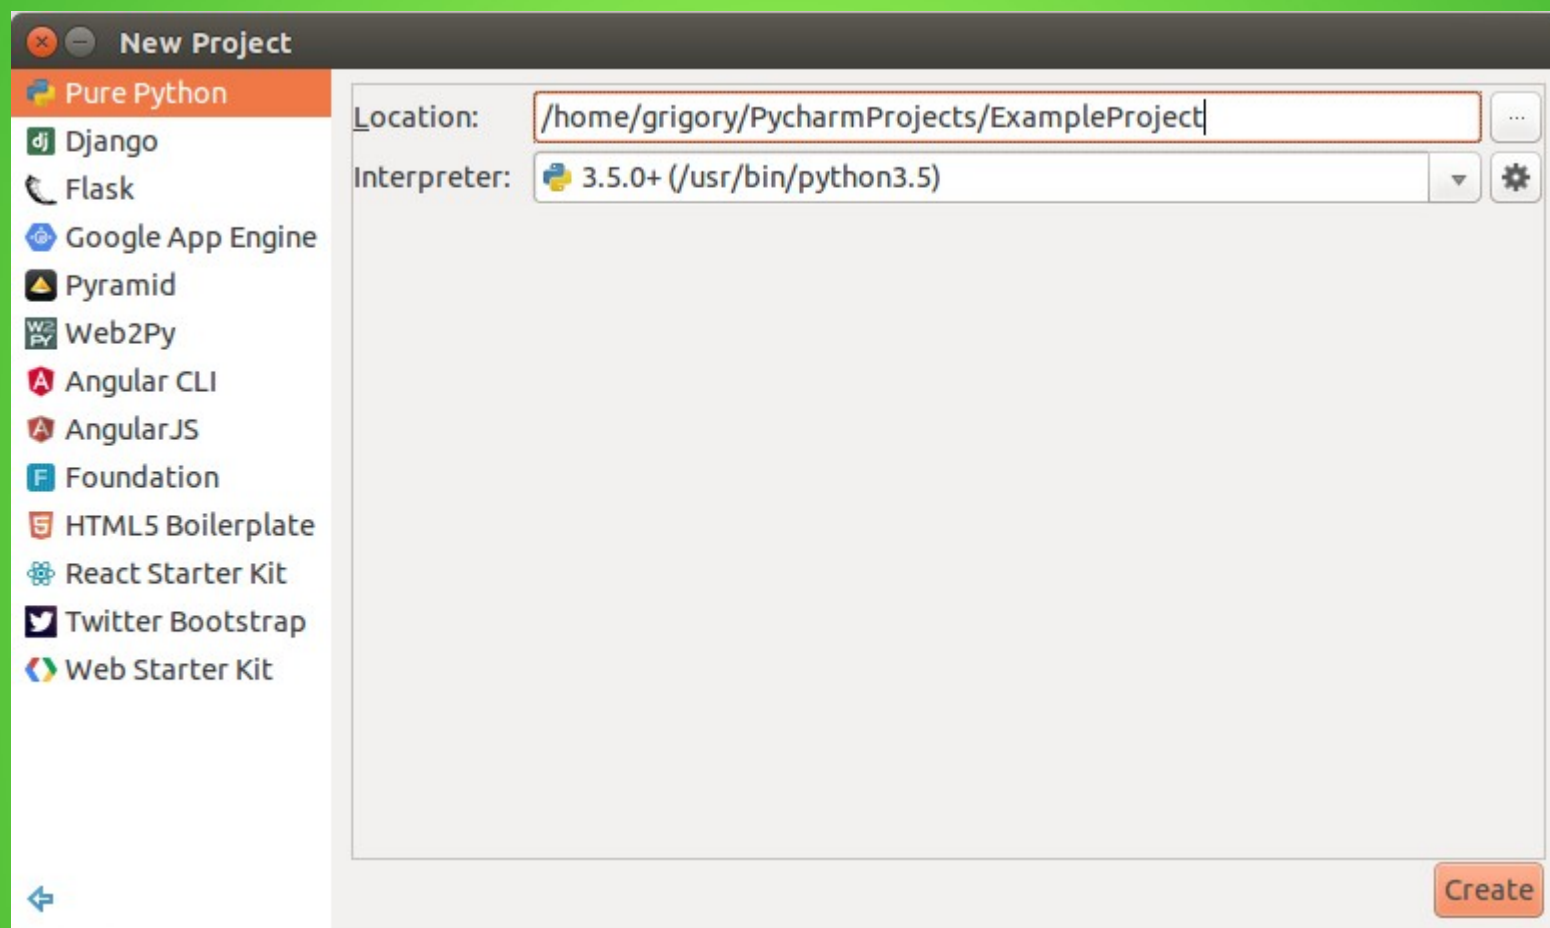 New Project
Pure Python
Django
Flask
Google App Engine
Pyramid
Web2Py
Angular CLI
AngularJS
Foundation
HTML5 Boilerplate
React Starter Kit
Twitter Bootstrap
Web Starter Kit
Location: /home/grigory/PycharmProjects/ExampleProject ...
Interpreter: 3.5.0+ (/usr/bin/python3.5)
Create